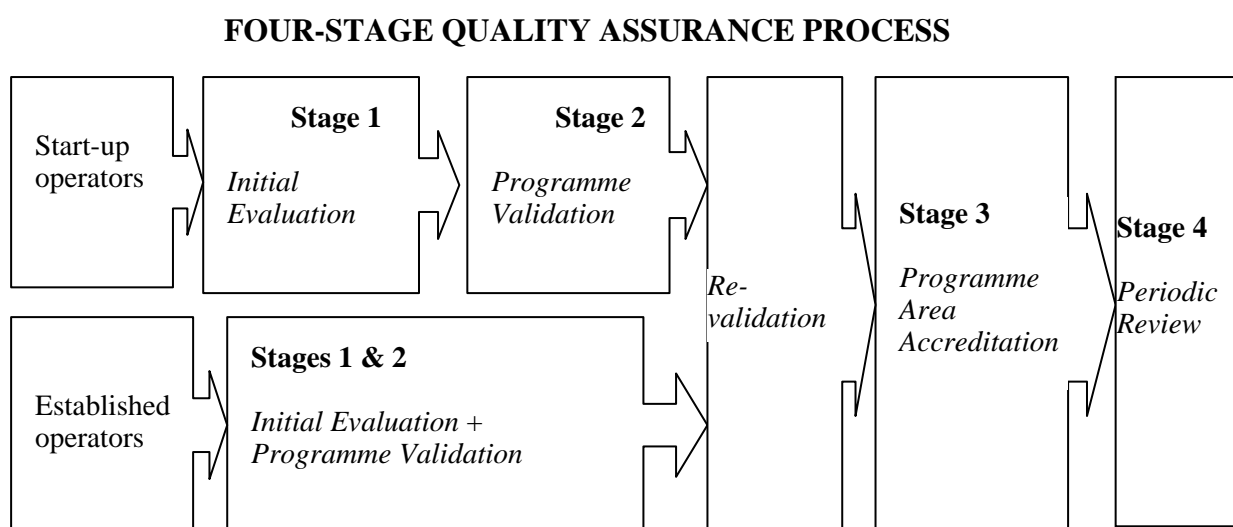 FOUR-STAGE QUALITY ASSURANCE PROCESS
Start-up
operators
Stage 1
Initial
Evaluation
Stage 2
Programme
Validation
Established
operators
Stages 1 & 2
Initial Evaluation +
Programme Validation
Re-
validation
Stage 3
Programme
Area
Accreditation
Stage 4
Periodic
Review